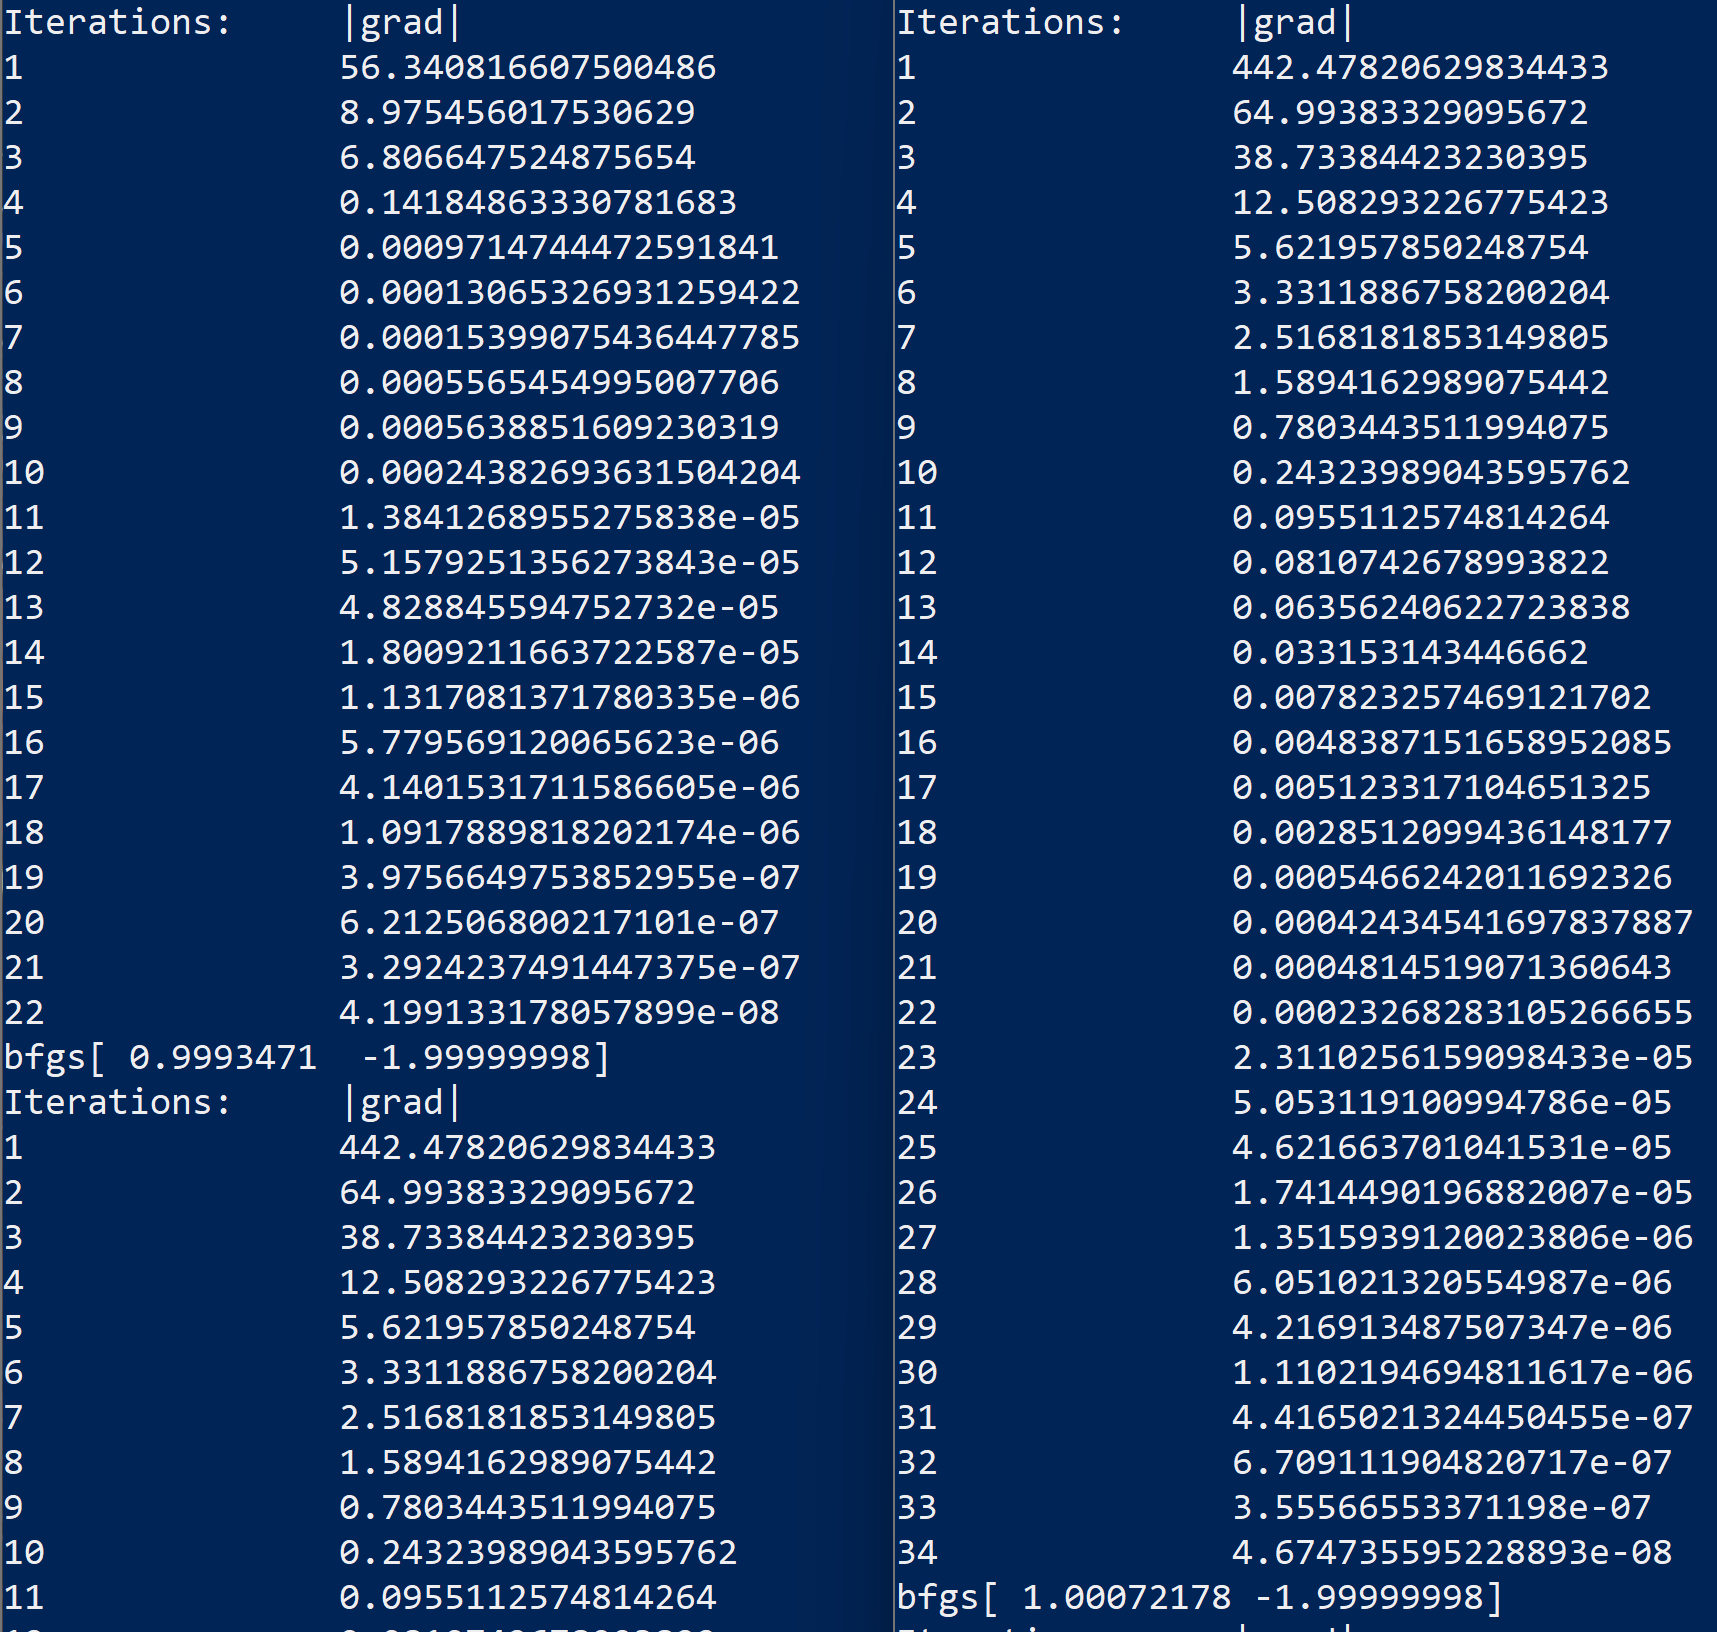 Iterations: |grad|
1 56.340816607500486
2 8.975456017530629
3 6.806647524875654
4 0.14184863330781683
5 0.0009714744472591841
6 0.00013065326931259422
7 0.00015399075436447785
8 0.0005565454995007706
9 0.0005638851609230319
10 0.00024382693631504204
11 1.3841268955275838e-05
12 5.1579251356273843e-05
13 4.828845594752732e-05
14 1.8009211663722587e-05
15 1.1317081371780335e-06
16 5.779569120065623e-06
17 4.1401531711586605e-06
18 1.0917889818202174e-06
19 3.9756649753852955e-07
20 6.212506800217101e-07
21 3.2924237491447375e-07
22 4.199133178057899e-08
bfgs[ 0.9993471 -1.99999998]
Iterations: |grad|
1 442.47820629834433
2 64.99383329095672
3 38.73384423230395
4 12.508293226775423
5 5.621957850248754
6 3.3311886758200204
7 2.5168181853149805
8 1.5894162989075442
9 0.7803443511994075
10 0.24323989043595762
11 0.0955112574814264
Iterations: |grad|
1 442.47820629834433
2 64.99383329095672
3 38.73384423230395
4 12.508293226775423
5 5.621957850248754
6 3.3311886758200204
7 2.5168181853149805
8 1.5894162989075442
9 0.7803443511994075
10 0.24323989043595762
11 0.0955112574814264
12 0.0810742678993822
13 0.06356240622723838
14 0.033153143446662
15 0.007823257469121702
16 0.0048387151658952085
17 0.005123317104651325
18 0.0028512099436148177
19 0.0005466242011692326
20 0.00042434541697837887
21 0.0004814519071360643
22 0.00023268283105266655
23 2.3110256159098433e-05
24 5.053119100994786e-05
25 4.621663701041531e-05
26 1.7414490196882007e-05
27 1.3515939120023806e-06
28 6.051021320554987e-06
29 4.216913487507347e-06
30 1.1102194694811617e-06
31 4.4165021324450455e-07
32 6.709111904820717e-07
33 3.55566553371198e-07
34 4.674735595228893e-08
bfgs[ 1.00072178 -1.99999998]